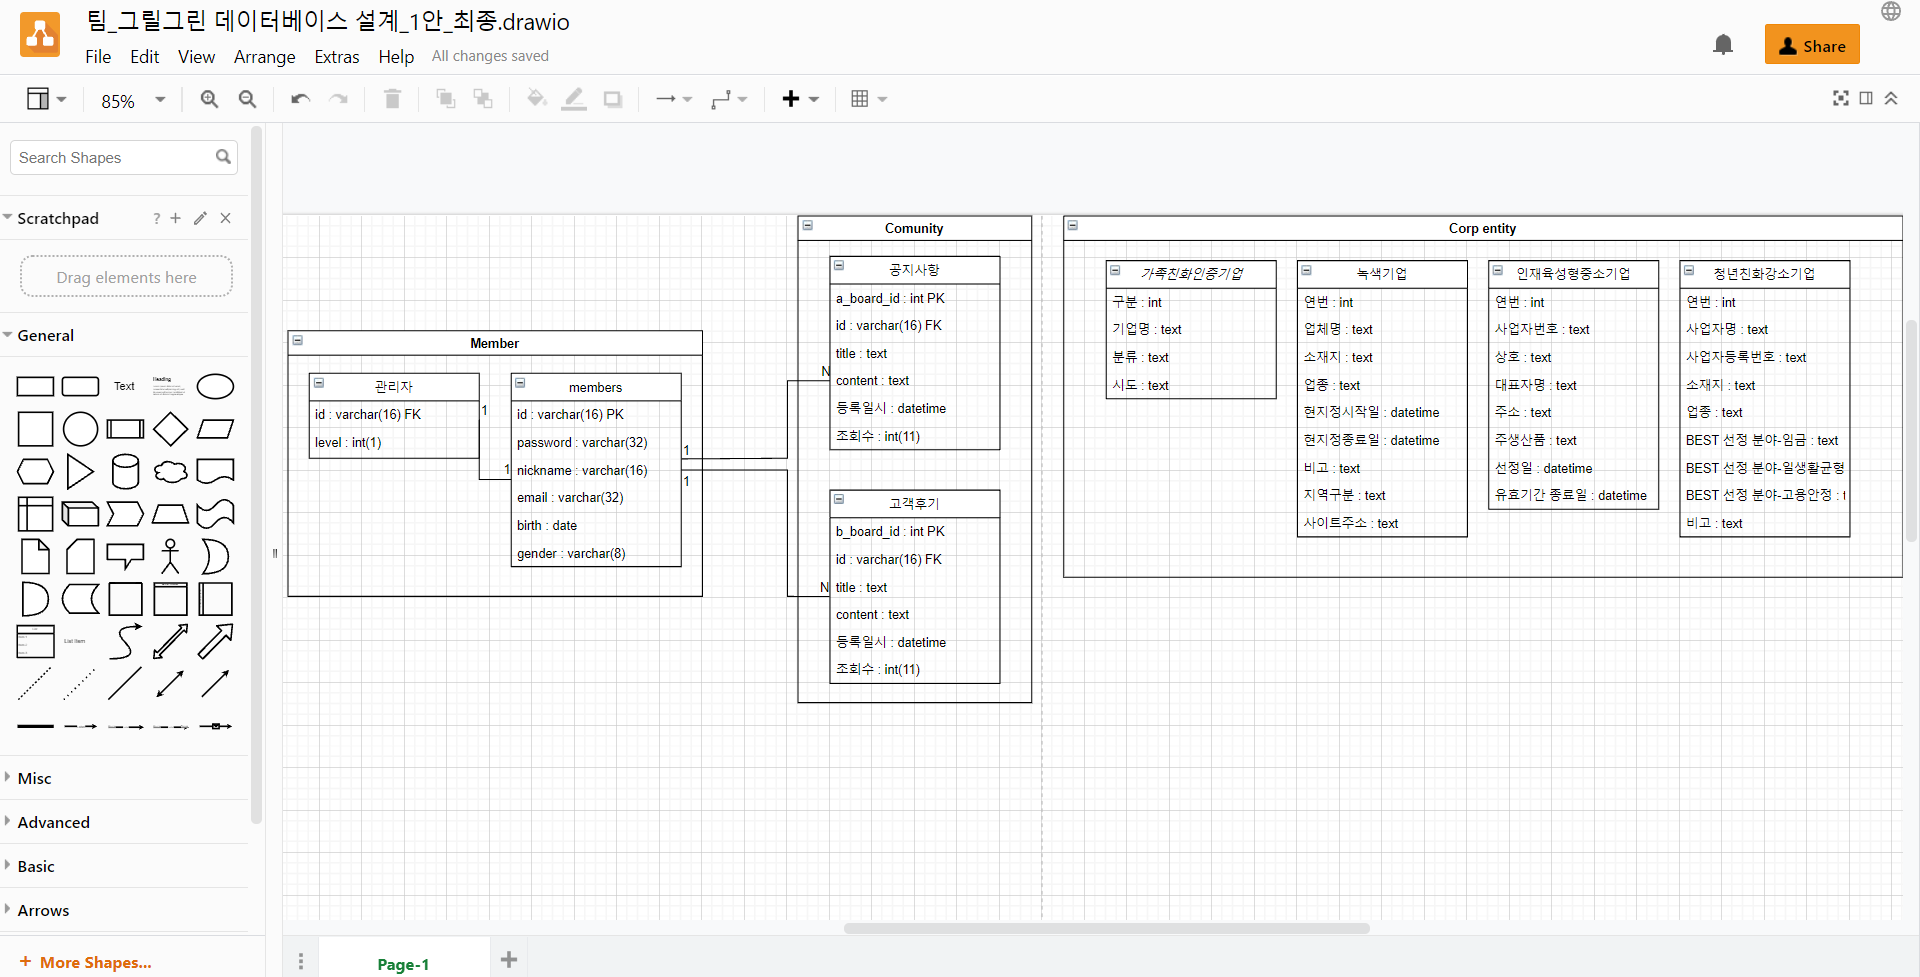 팀_그릴그린 데이터베이스 설계_1안_최종.drawio
File Edit View Arrange Extras Help All changes saved
Share
85%
Search Shapes
Scratchpad
?
Drag elements here
General
Text
Heading
List Item
Misc
Advanced
Basic
Arrows
+ More Shapes...
Page-1
Member
관리자
id : varchar(16) FK
level : int(1)
1
1
members
id : varchar(16) PK
password : varchar(32)
nickname : varchar(16)
email : varchar(32)
birth : date
gender : varchar(8)
1
1
N
N
Comunity
공지사항
a_board_id : int PK
id : varchar(16) FK
title : text
content : text
등록일시 : datetime
조회수 : int(11)
고객후기
b_board_id : int PK
id : varchar(16) FK
title : text
content : text
등록일시 : datetime
조회수 : int(11)
Corp entity
가족친화인증기업
구분 : int
기업명 : text
분류 : text
시도 : text
녹색기업
연번 : int
업체명 : text
소재지 : text
업종 : text
현지정시작일 : datetime
현지정종료일 : datetime
비고 : text
지역구분 : text
사이트주소 : text
인재육성형중소기업
연번 : int
사업자번호 : text
상호 : text
대표자명 : text
주소 : text
주생산품 : text
선정일 : datetime
유효기간 종료일 : datetime
청년친화강소기업
연번 : int
사업자명 : text
사업자등록번호 : text
소재지 : text
업종 : text
BEST 선정 분야-임금 : text
BEST 선정 분야-일생활균형
BEST 선정 분야-고용안정 : t
비고 : text